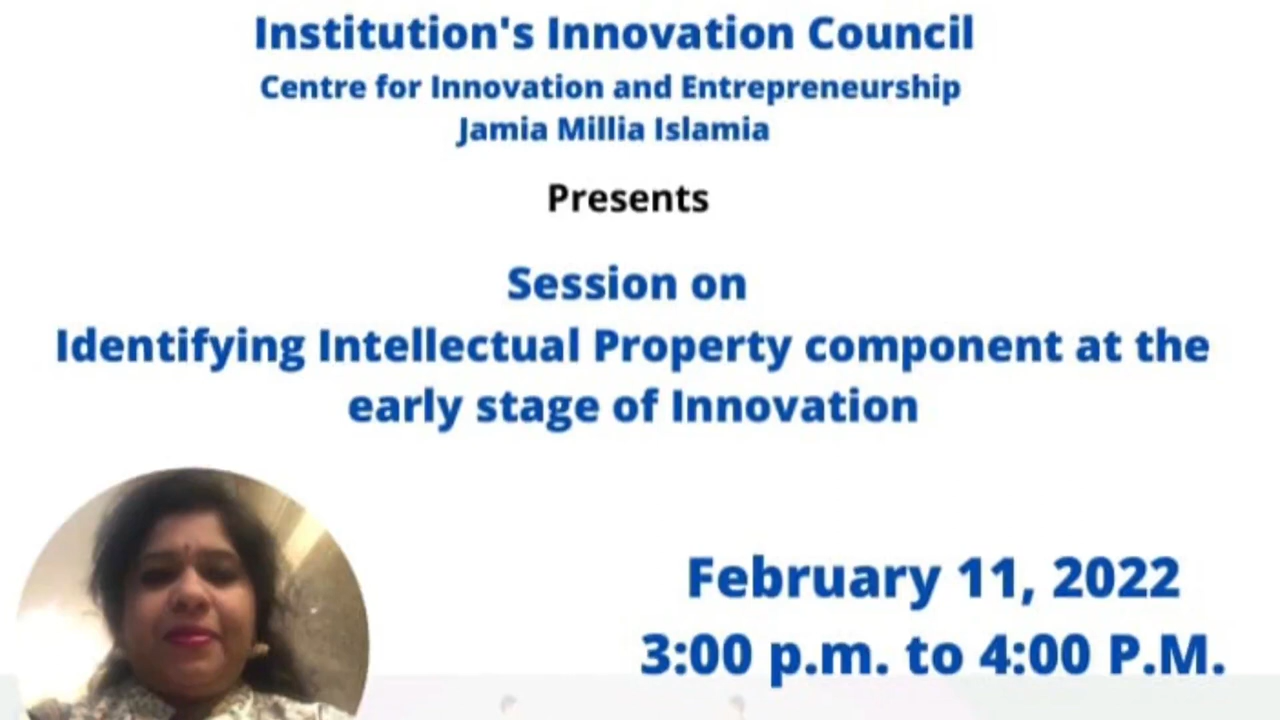 Institution's Innovation Council
Centre for Innovation and Entrepreneurship
Jamia Millia Islamia
Presents
Session on
Identifying Intellectual Property component at the
early stage of Innovation
February 11, 2022
3:00 p.m. to 4:00 P.M.